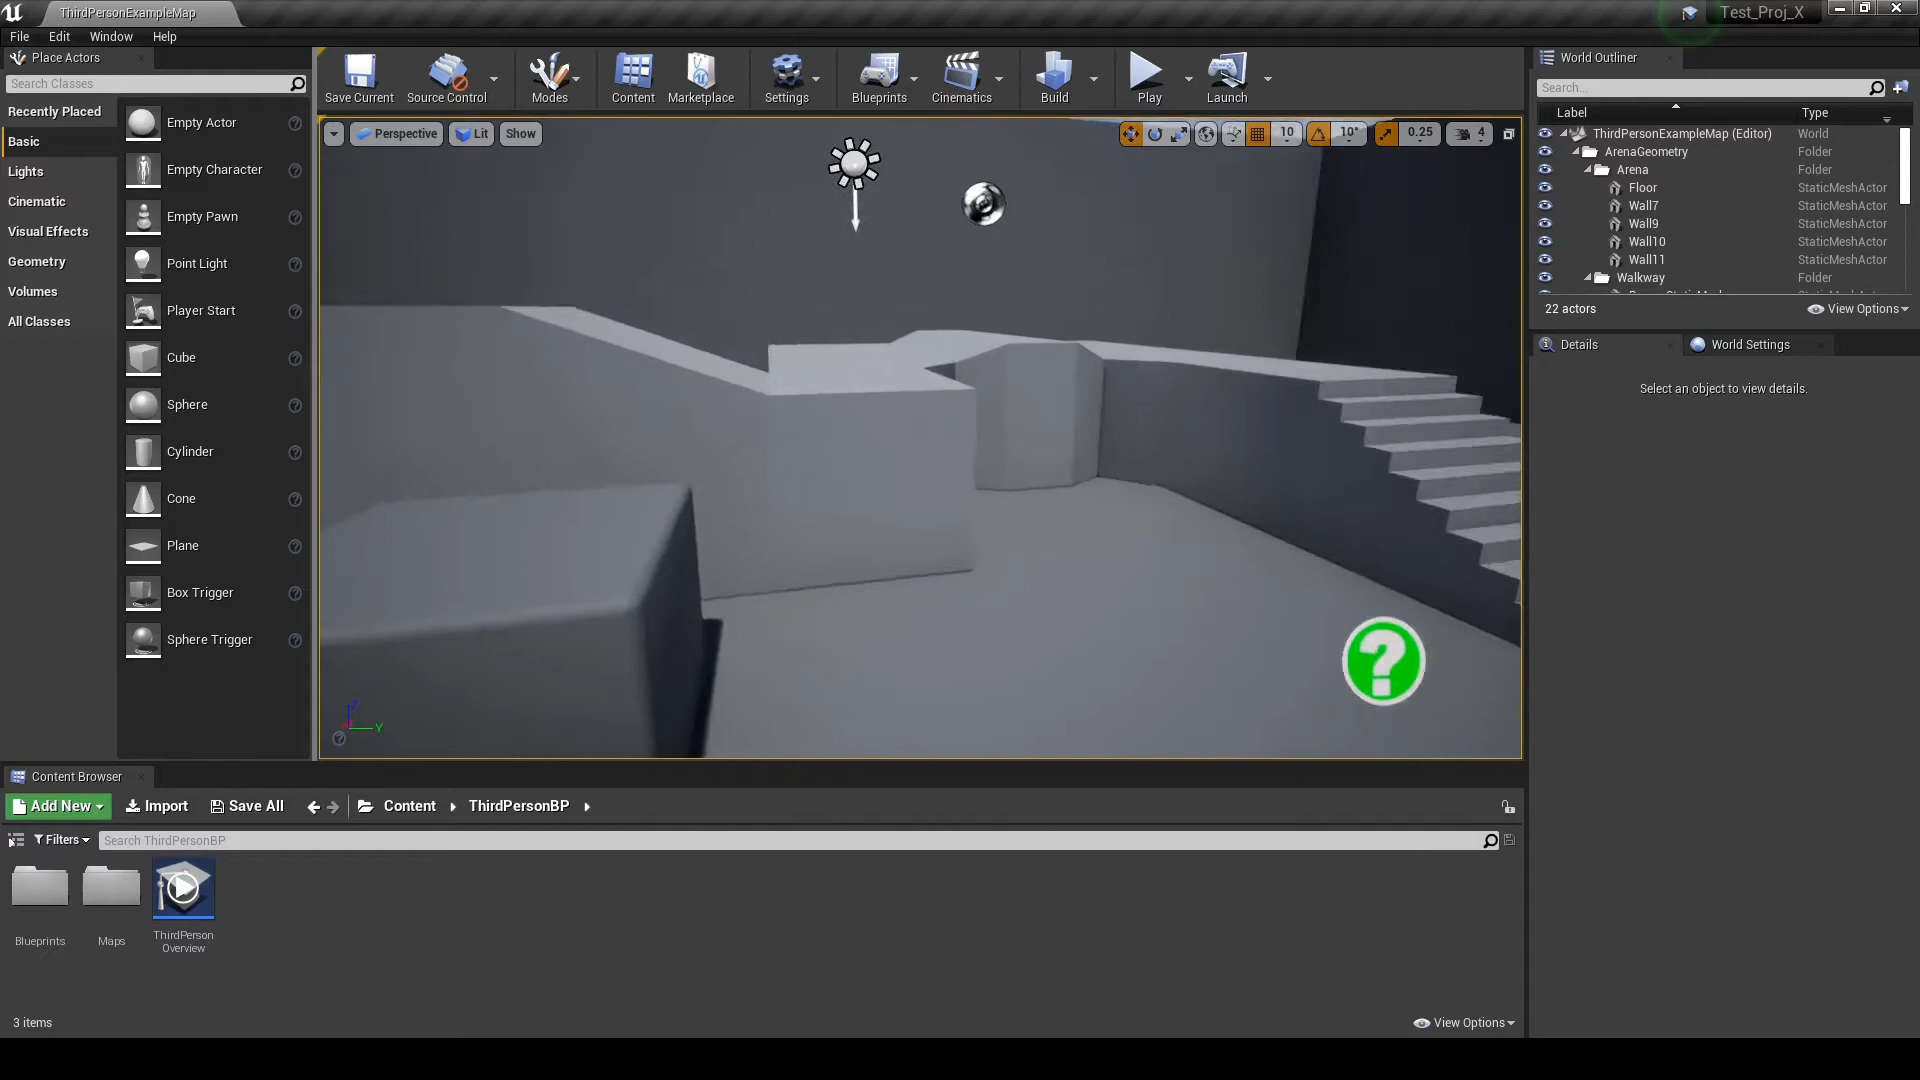 ThirdPersonExampleMap
Test_Proj_X
File Edit Window Help
Place Actors
Search Classes
Recently Placed
Basic
Lights
Cinematic
Visual Effects
Geometry
Volumes
All Classes
Empty Actor
Empty Character
Empty Pawn
Point Light
Player Start
Cube
Sphere
Cylinder
Cone
Plane
Box Trigger
Sphere Trigger
Save Current Source Control Modes Content Marketplace Settings Blueprints Cinematics Build Play Launch
Perspective Lit Show
10 10° 0.25 4
?
Z
Y
World Outliner
Search...
Label Type
ThirdPersonExampleMap (Editor) World
ArenaGeometry Folder
Arena Folder
Floor StaticMeshActor
Wall7 StaticMeshActor
Wall9 StaticMeshActor
Wall10 StaticMeshActor
Wall11 StaticMeshActor
Walkway Folder
22 actors View Options
Details World Settings
Select an object to view details.
Content Browser
Add New Import Save All Content ThirdPersonBP
Filters Search ThirdPersonBP
Blueprints
Maps
ThirdPerson
Overview
3 items View Options